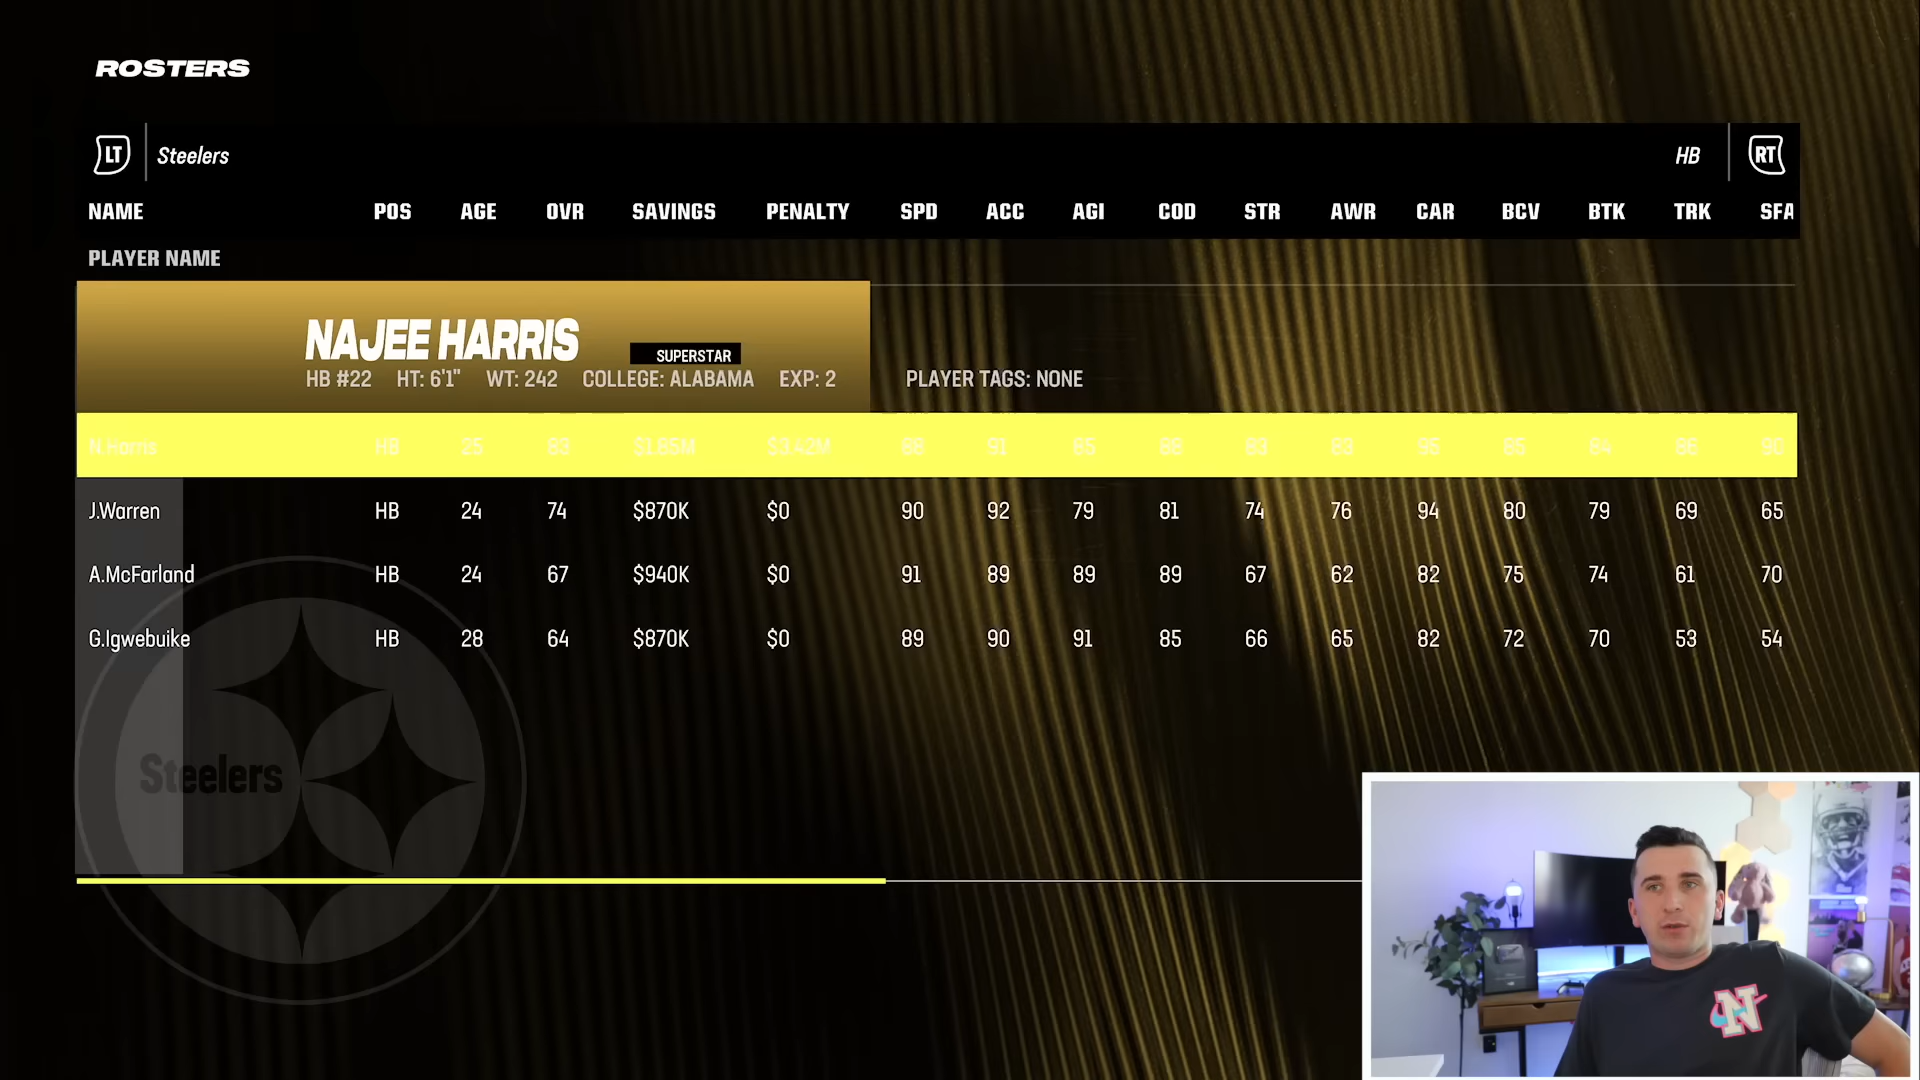 ROSTERS
LT Steelers HB RT
NAME POS AGE OVR SAVINGS PENALTY SPD ACC AGI COD STR AWR CAR BCV BTK TRK SFA
PLAYER NAME
NAJEE HARRIS SUPERSTAR
HB #22 HT: 6'1" WT: 242 COLLEGE: ALABAMA EXP: 2 PLAYER TAGS: NONE
N.Harris HB 25 83 $1.85M $3.42M 88 91 85 88 83 83 95 85 84 86 90
J.Warren HB 24 74 $870K $0 90 92 79 81 74 76 94 80 79 69 65
A.McFarland HB 24 67 $940K $0 91 89 89 89 67 62 82 75 74 61 70
G.Igwebuike HB 28 64 $870K $0 89 90 91 85 66 65 82 72 70 53 54
Steelers
N